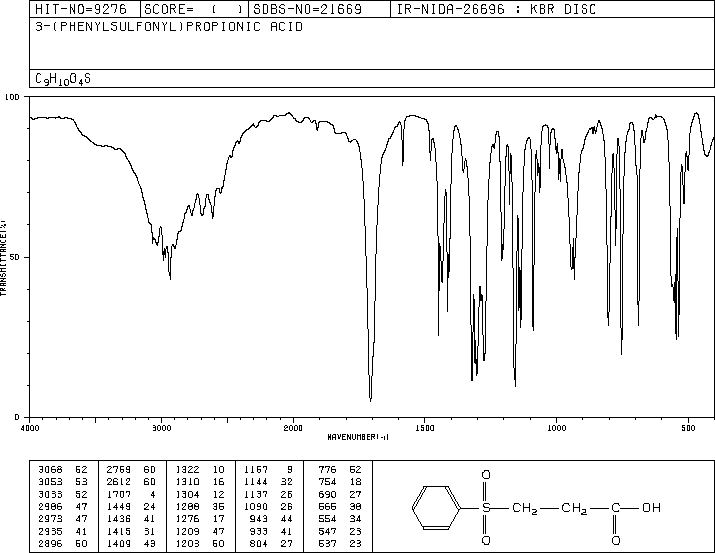 HIT-NO=9276 SCORE= ( ) SDBS-NO=21669 IR-NIDA-26696 : KBR DISC
3-(PHENYLSULFONYL)PROPIONIC ACID
C9H10O4S
100
50
0
TRANSMITTANCE(%)
4000 3000 2000 1500 1000 500
WAVENUMBER(-1)
3068 52 2759 60 1322 10 1157 9 776 52
3053 53 2612 60 1310 16 1144 32 754 18
3033 52 1707 4 1304 12 1137 26 690 27
2986 47 1449 24 1288 35 1090 26 566 38
2973 47 1436 41 1276 17 943 44 554 34
2935 41 1415 31 1209 47 933 41 547 23
2896 50 1409 43 1203 50 804 27 537 23
O
S CH2 CH2 C OH
O O